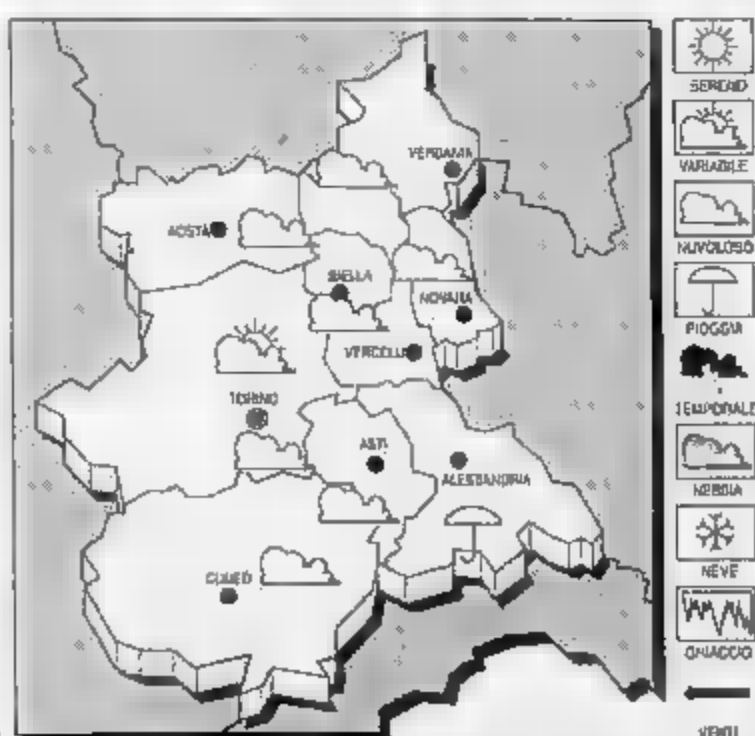 VERBANIA
AOSTA
BIELLA
NOVARA
VERCELLI
TORINO
ASTI
ALESSANDRIA
CUNEO
SERENO
VARIABILE
NUVOLOSO
PIOGGIA
TEMPORALE
NEBBIA
NEVE
GHIACCIO
VENTI